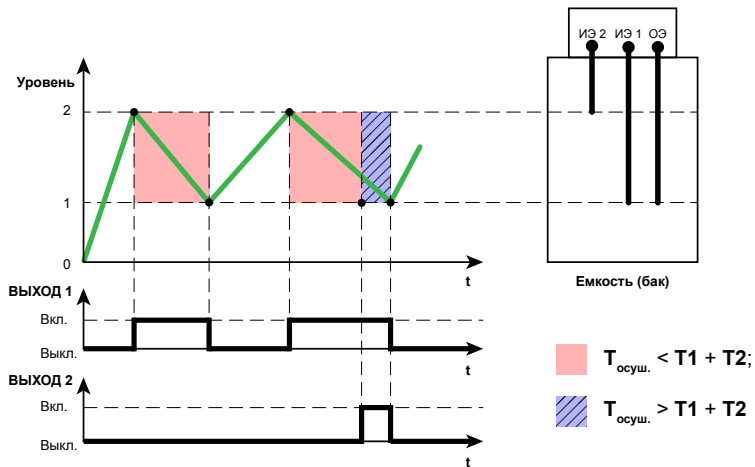 ИЭ 2 ИЭ 1 ОЭ
Уровень
2
1
0
t
Емкость (бак)
ВЫХОД 1
Вкл.
Выкл.
t
ВЫХОД 2
Вкл.
Выкл.
t
Tосуш. < T1 + T2;
Tосуш. > T1 + T2